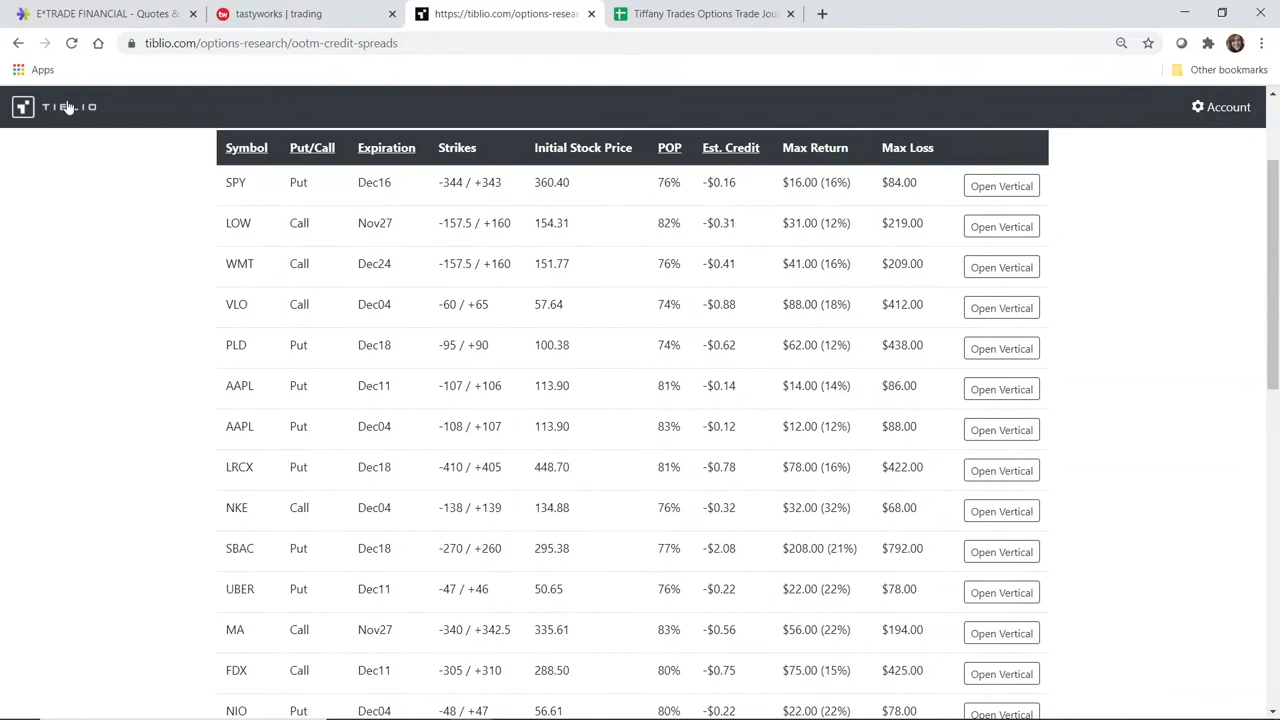 E*TRADE FINANCIAL - Quotes &
tastyworks | trading
https://tiblio.com/options-resear
Tiffany Trades Options Trade Jou
tiblio.com/options-research/ootm-credit-spreads
Apps
Other bookmarks
TIBLIO
Account
Symbol Put/Call Expiration Strikes Initial Stock Price POP Est. Credit Max Return Max Loss
SPY Put Dec16 -344 / +343 360.40 76% -$0.16 $16.00 (16%) $84.00 Open Vertical
LOW Call Nov27 -157.5 / +160 154.31 82% -$0.31 $31.00 (12%) $219.00 Open Vertical
WMT Call Dec24 -157.5 / +160 151.77 76% -$0.41 $41.00 (16%) $209.00 Open Vertical
VLO Call Dec04 -60 / +65 57.64 74% -$0.88 $88.00 (18%) $412.00 Open Vertical
PLD Put Dec18 -95 / +90 100.38 74% -$0.62 $62.00 (12%) $438.00 Open Vertical
AAPL Put Dec11 -107 / +106 113.90 81% -$0.14 $14.00 (14%) $86.00 Open Vertical
AAPL Put Dec04 -108 / +107 113.90 83% -$0.12 $12.00 (12%) $88.00 Open Vertical
LRCX Put Dec18 -410 / +405 448.70 81% -$0.78 $78.00 (16%) $422.00 Open Vertical
NKE Call Dec04 -138 / +139 134.88 76% -$0.32 $32.00 (32%) $68.00 Open Vertical
SBAC Put Dec18 -270 / +260 295.38 77% -$2.08 $208.00 (21%) $792.00 Open Vertical
UBER Put Dec11 -47 / +46 50.65 76% -$0.22 $22.00 (22%) $78.00 Open Vertical
MA Call Nov27 -340 / +342.5 335.61 83% -$0.56 $56.00 (22%) $194.00 Open Vertical
FDX Call Dec11 -305 / +310 288.50 80% -$0.75 $75.00 (15%) $425.00 Open Vertical
NIO Put Dec04 -48 / +47 56.61 80% -$0.22 $22.00 (22%) $78.00 Open Vertical